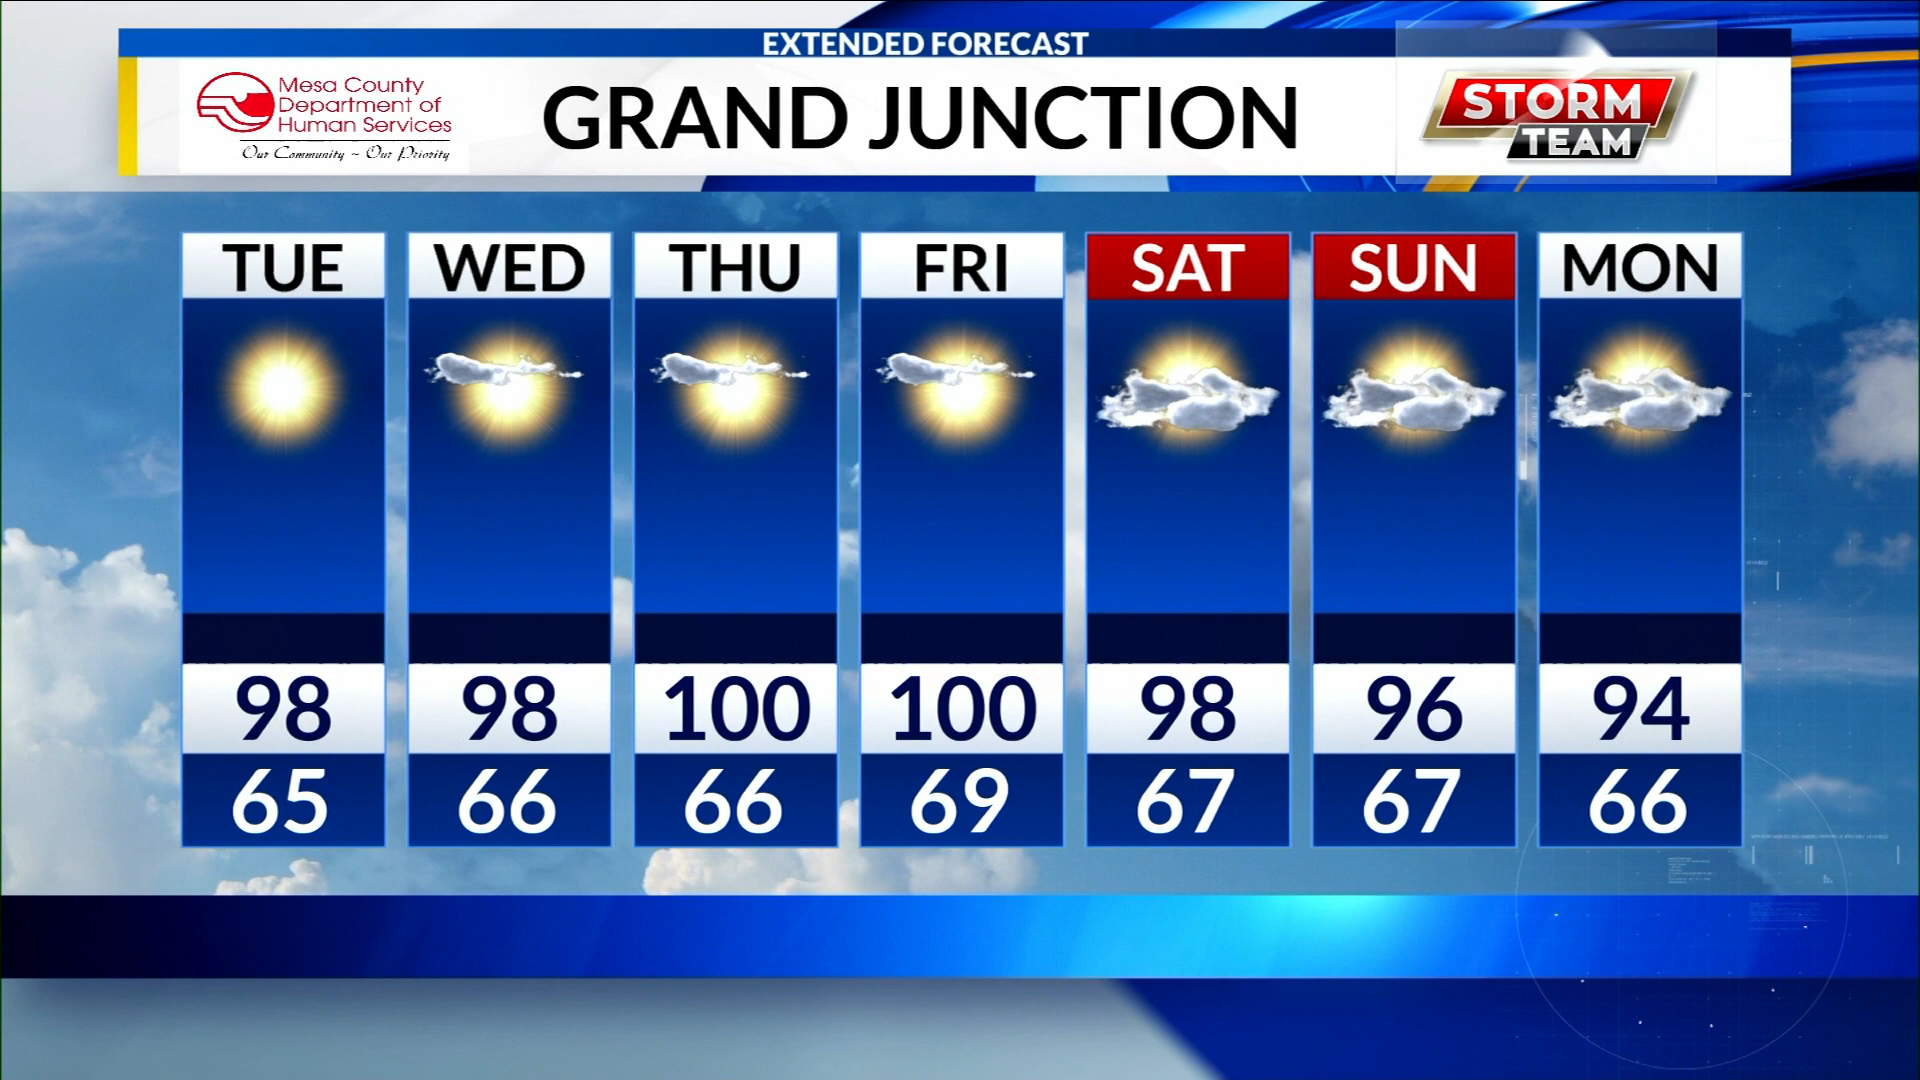 EXTENDED FORECAST
Mesa County
Department of
Human Services
Our Community ~ Our Priority
GRAND JUNCTION
STORM
TEAM
TUE WED THU FRI SAT SUN MON
98 98 100 100 98 96 94
65 66 66 69 67 67 66